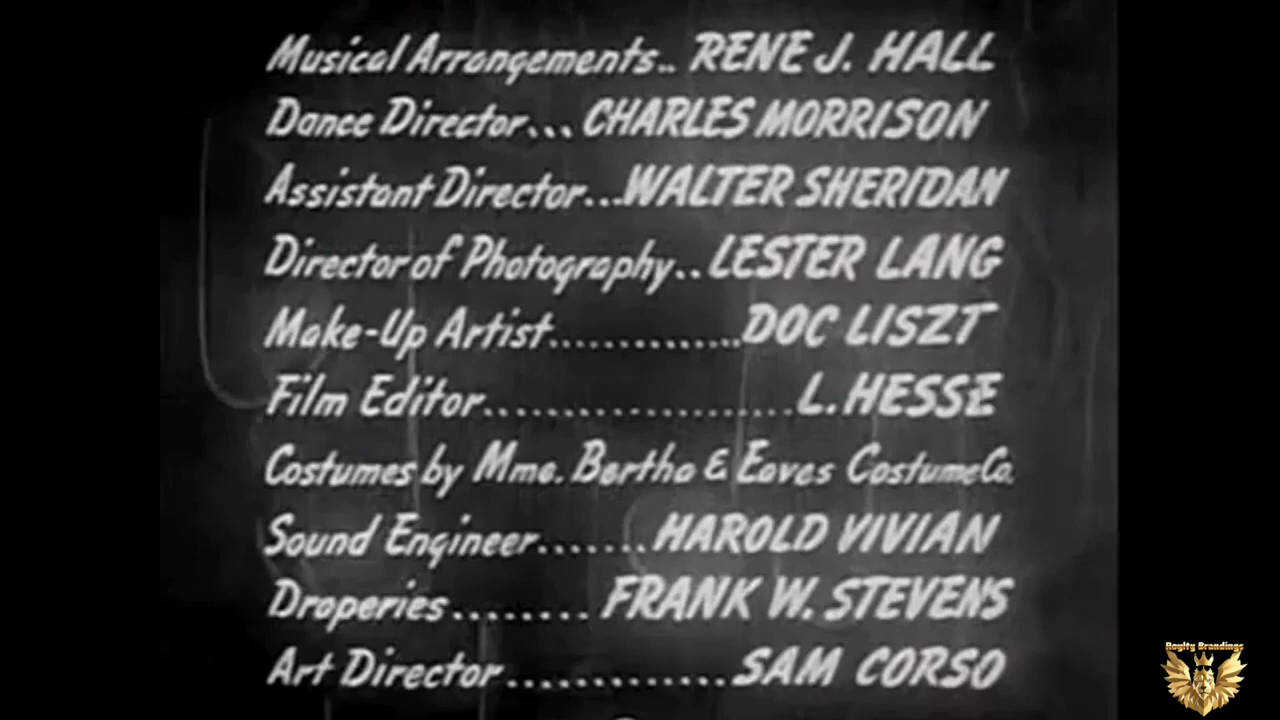 Musical Arrangements.. RENE J. HALL
Dance Director... CHARLES MORRISON
Assistant Director...WALTER SHERIDAN
Director of Photography..LESTER LANG
Make-Up Artist..............DOC LISZT
Film Editor....................L. HESSE
Costumes by Mme. Bertha & Eaves Costume Co.
Sound Engineer.......HAROLD VIVIAN
Draperies........ FRANK W. STEVENS
Art Director.............SAM CORSO
Raylty Brandings